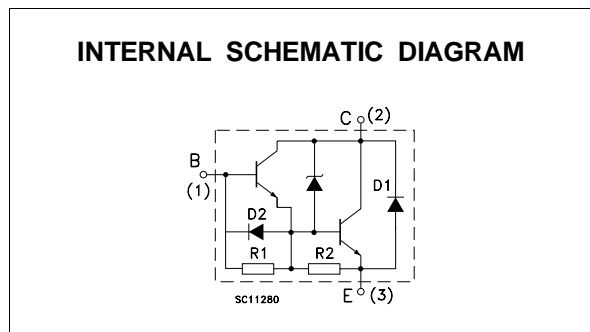 INTERNAL SCHEMATIC DIAGRAM
C (2)
B
(1)
D1
D2
R1 R2
SC11280 E (3)